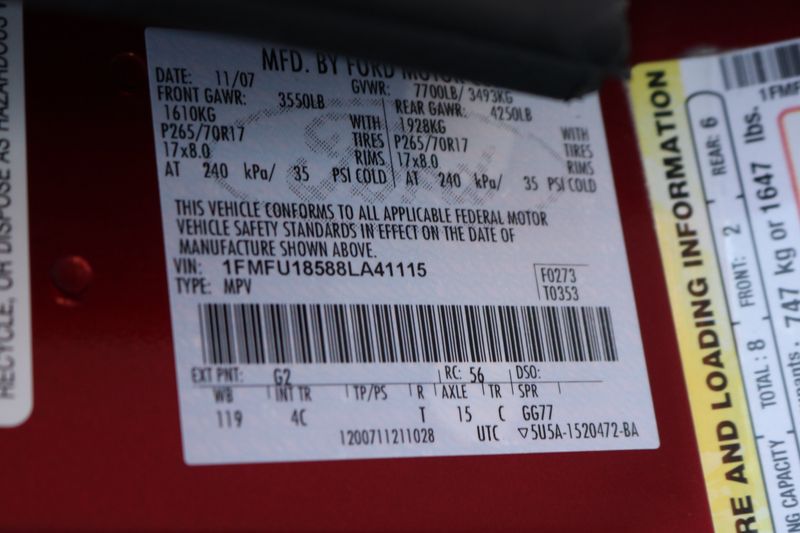 MFD. BY FORD MOTOR
DATE: 11/07 GVWR: 7700LB/ 3493KG
FRONT GAWR: 3550LB REAR GAWR: 4250LB
1610KG WITH 1928KG WITH
P265/70R17 TIRES P265/70R17 TIRES
17x8.0 RIMS 17x8.0 RIMS
AT 240 kPa/ 35 PSI COLD AT 240 kPa/ 35 PSI COLD
THIS VEHICLE CONFORMS TO ALL APPLICABLE FEDERAL MOTOR
VEHICLE SAFETY STANDARDS IN EFFECT ON THE DATE OF
MANUFACTURE SHOWN ABOVE.
VIN: 1FMFU18588LA41115 F0273
TYPE: MPV T0353
EXT PNT: G2 RC: 56 DSO:
WB INT TR TP/PS R AXLE TR SPR
119 4C T 15 C GG77
1200711211028 UTC ▽5U5A-1520472-BA
RECYCLE, OR DISPOSE AS HAZARDOUS
RE AND LOADING INFORMATION
NG CAPACITY TOTAL: 8 FRONT: 2 REAR: 6
747 kg or 1647 lbs.
1FMF